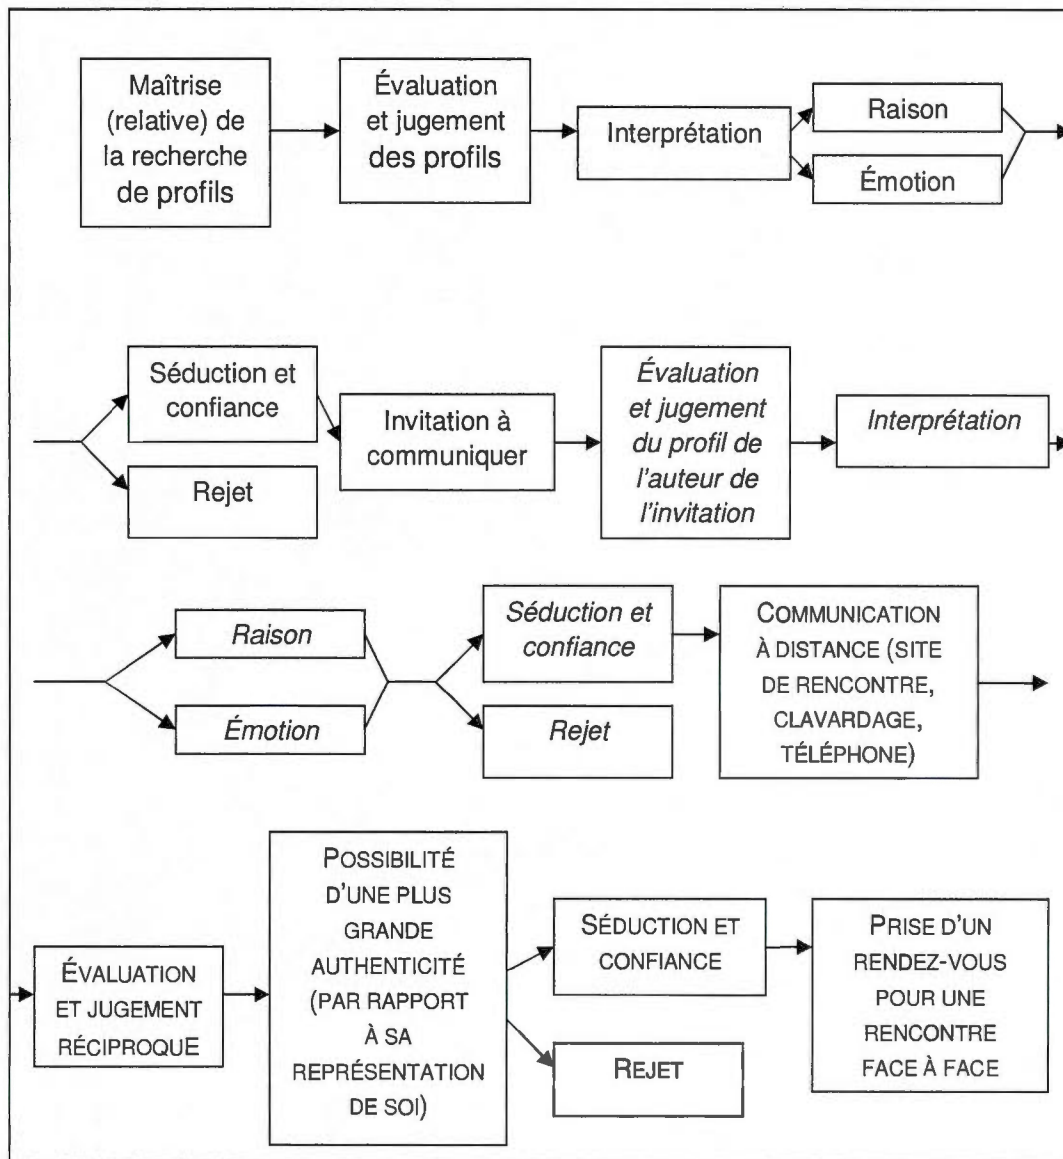 Maîtrise
(relative) de
la recherche
de profils
Évaluation
et jugement
des profils
Interprétation
Raison
Émotion
Séduction et
confiance
Rejet
Invitation à
communiquer
Évaluation
et jugement
du profil de
l'auteur de
l'invitation
Interprétation
Raison
Émotion
Séduction et
confiance
Rejet
COMMUNICATION
À DISTANCE (SITE
DE RENCONTRE,
CLAVARDAGE,
TÉLÉPHONE)
ÉVALUATION
ET JUGEMENT
RÉCIPROQUE
POSSIBILITÉ
D'UNE PLUS
GRANDE
AUTHENTICITÉ
(PAR RAPPORT
À SA
REPRÉSENTATION
DE SOI)
SÉDUCTION ET
CONFIANCE
REJET
PRISE D'UN
RENDEZ-VOUS
POUR UNE
RENCONTRE
FACE À FACE